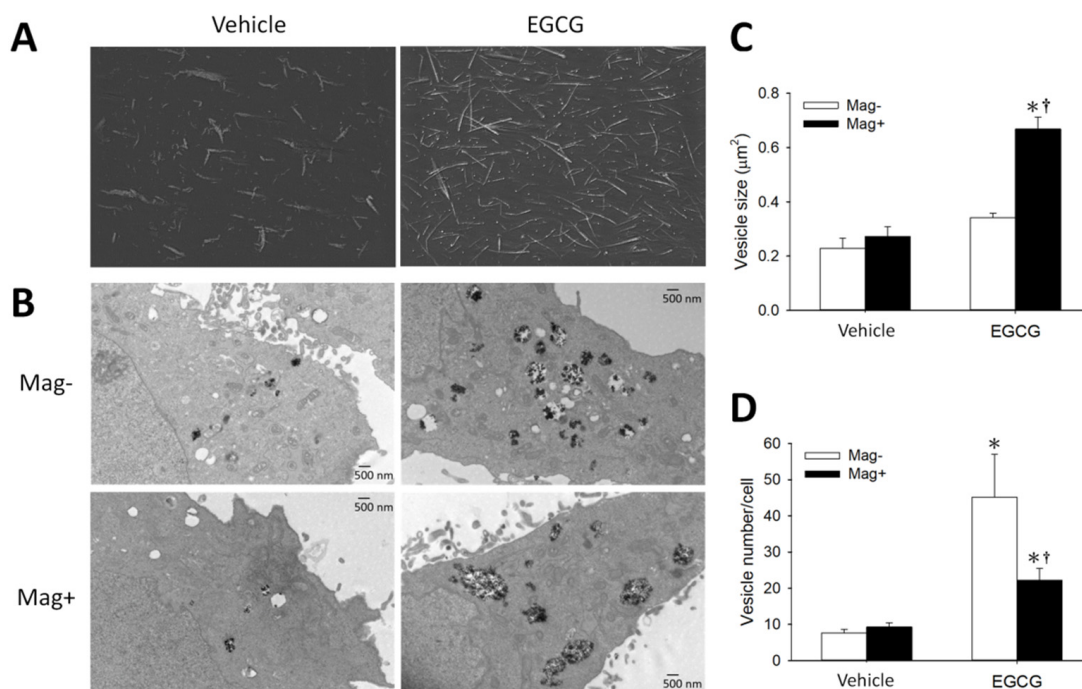 A
Vehicle
EGCG
B
Mag-
500 nm
500 nm
Mag+
500 nm
500 nm
C
Vesicle size (μm²)
0.8
0.6
0.4
0.2
0.0
Mag-
Mag+
*†
Vehicle
EGCG
D
Vesicle number/cell
60
50
40
30
20
10
0
Mag-
Mag+
*
*†
Vehicle
EGCG